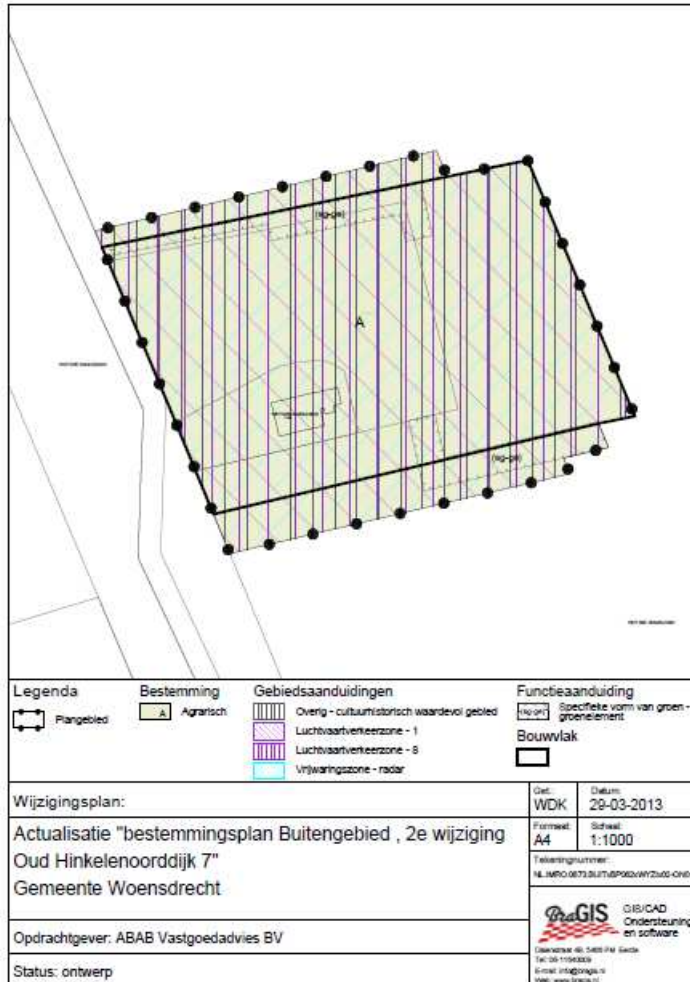 (sg-ge)
A
(sg-ge)
Legenda
Plangebied
Bestemming
A Agrarisch
Gebiedsaanduidingen
Overig - cultuurhistorisch waardevol gebied
Luchtvaartverkeerzone - 1
Luchtvaartverkeerzone - 8
Vrijwaringszone - radar
Functieaanduiding
(sg-ge) Specifieke vorm van groen -
groenelement
Bouwvlak
Wijzigingsplan:
Actualisatie "bestemmingsplan Buitengebied , 2e wijziging
Oud Hinkelenoorddijk 7"
Gemeente Woensdrecht
Opdrachtgever: ABAB Vastgoedadvies BV
Status: ontwerp
Get.:
WDK
Datum:
29-03-2013
Formaat:
A4
Schaal:
1:1000
Tekeningnummer:
BraGIS
GIS/CAD
Ondersteuning
en software